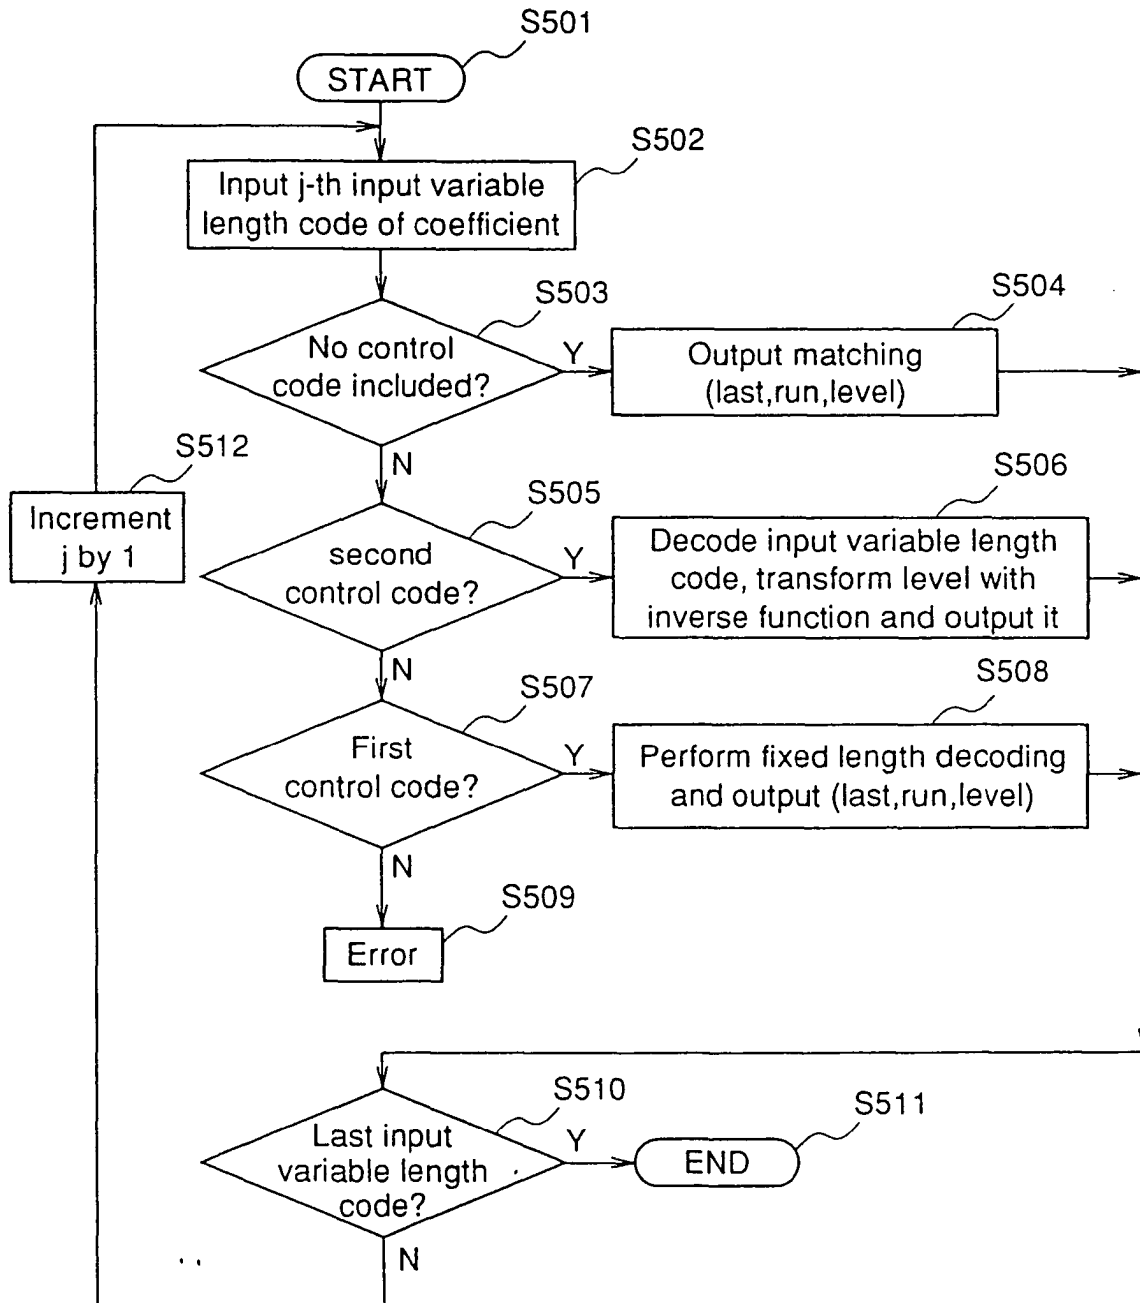 S501
START
S502
Input j-th input variable
length code of coefficient
S503
No control
code included?
Y
N
S504
Output matching
(last,run,level)
S512
Increment
j by 1
S505
second
control code?
Y
N
S506
Decode input variable length
code, transform level with
inverse function and output it
S507
First
control code?
Y
N
S508
Perform fixed length decoding
and output (last,run,level)
S509
Error
S510
Last input
variable length
code?
Y
N
S511
END